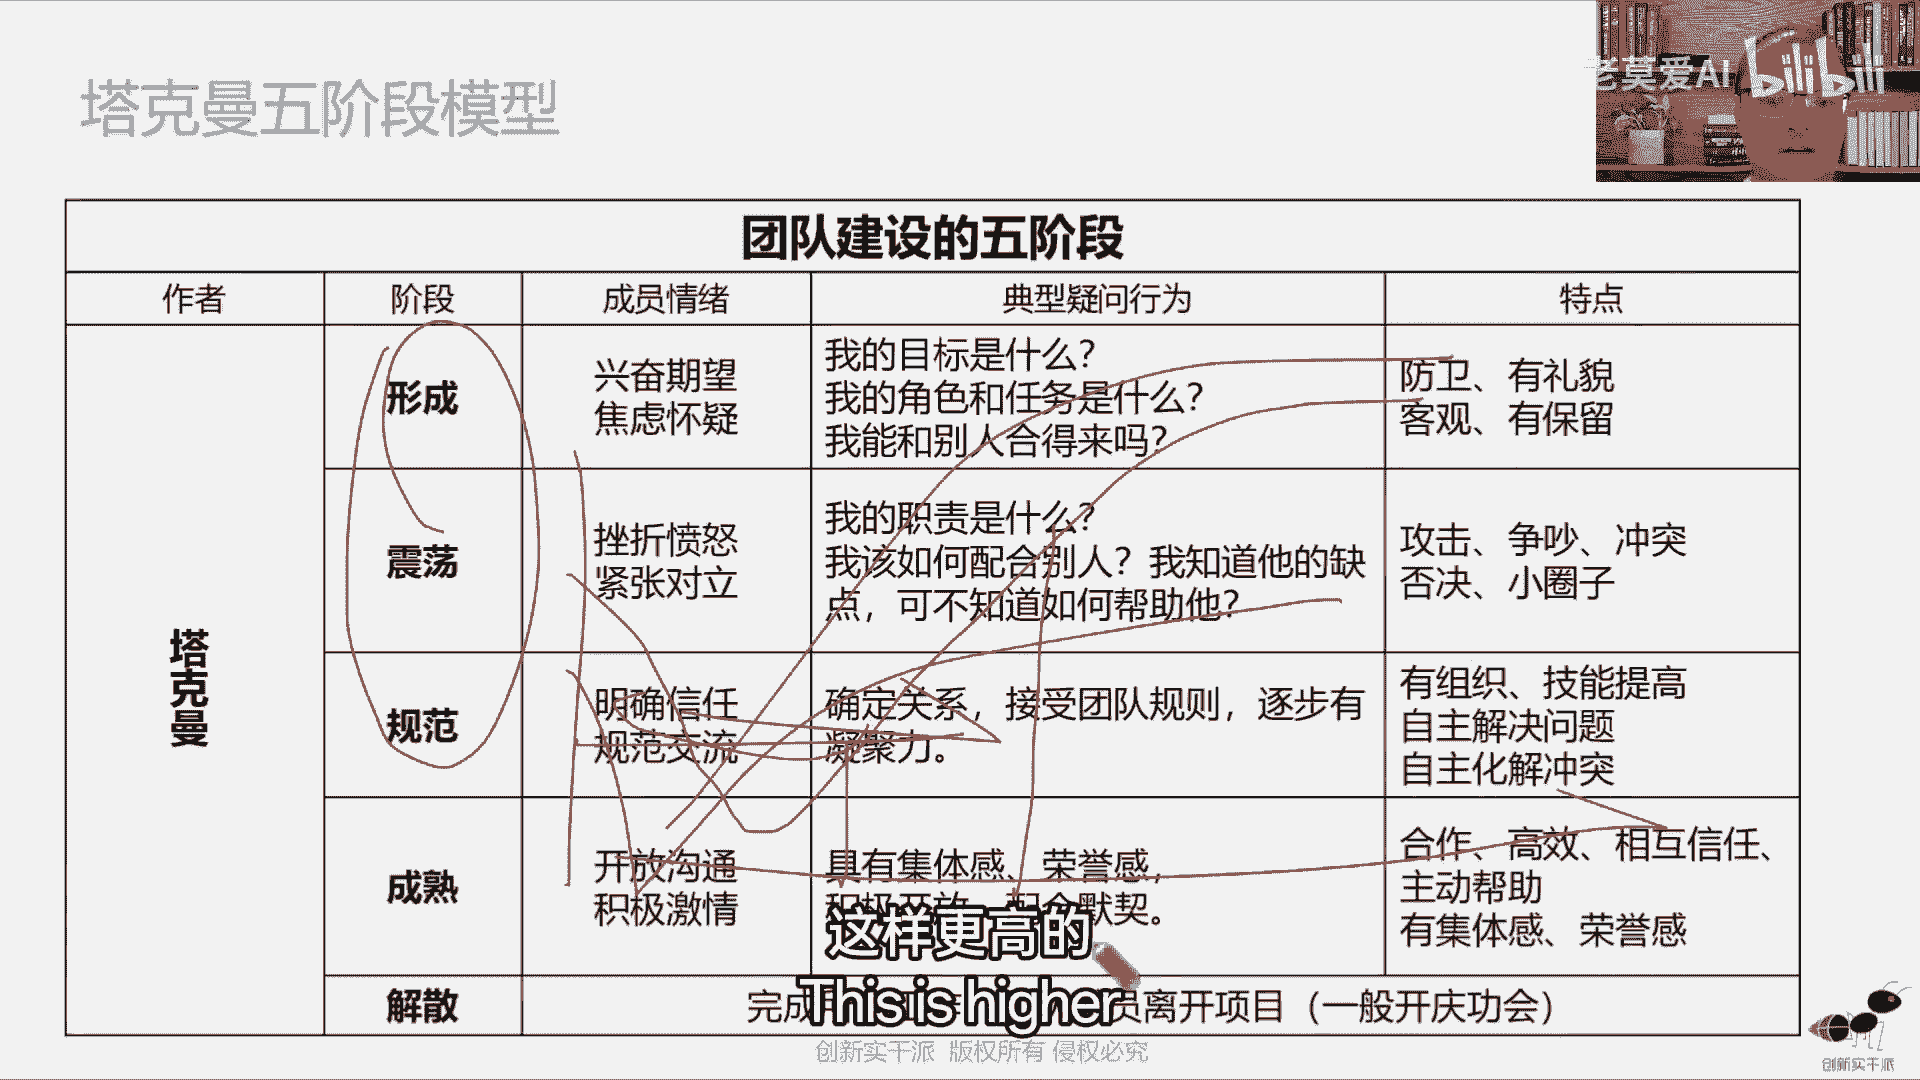 塔克曼五阶段模型
老莫爱AI
bilibili
团队建设的五阶段
作者
阶段
成员情绪
典型疑问行为
特点
塔克曼
形成
兴奋期望
焦虑怀疑
我的目标是什么？
我的角色和任务是什么？
我能和别人合得来吗？
防卫、有礼貌
客观、有保留
震荡
挫折愤怒
紧张对立
我的职责是什么？
我该如何配合别人？我知道他的缺
点，可不知道如何帮助他？
攻击、争吵、冲突
否决、小圈子
规范
明确信任
规范交流
确定关系，接受团队规则，逐步有
凝聚力。
有组织、技能提高
自主解决问题
自主化解冲突
成熟
开放沟通
积极激情
具有集体感、荣誉感，
默契。
合作、高效、相互信任、
主动帮助
有集体感、荣誉感
解散
完成 员离开项目（一般开庆功会）
这样更高的
This is higher
创新实干派 版权所有 侵权必究
创新实干派